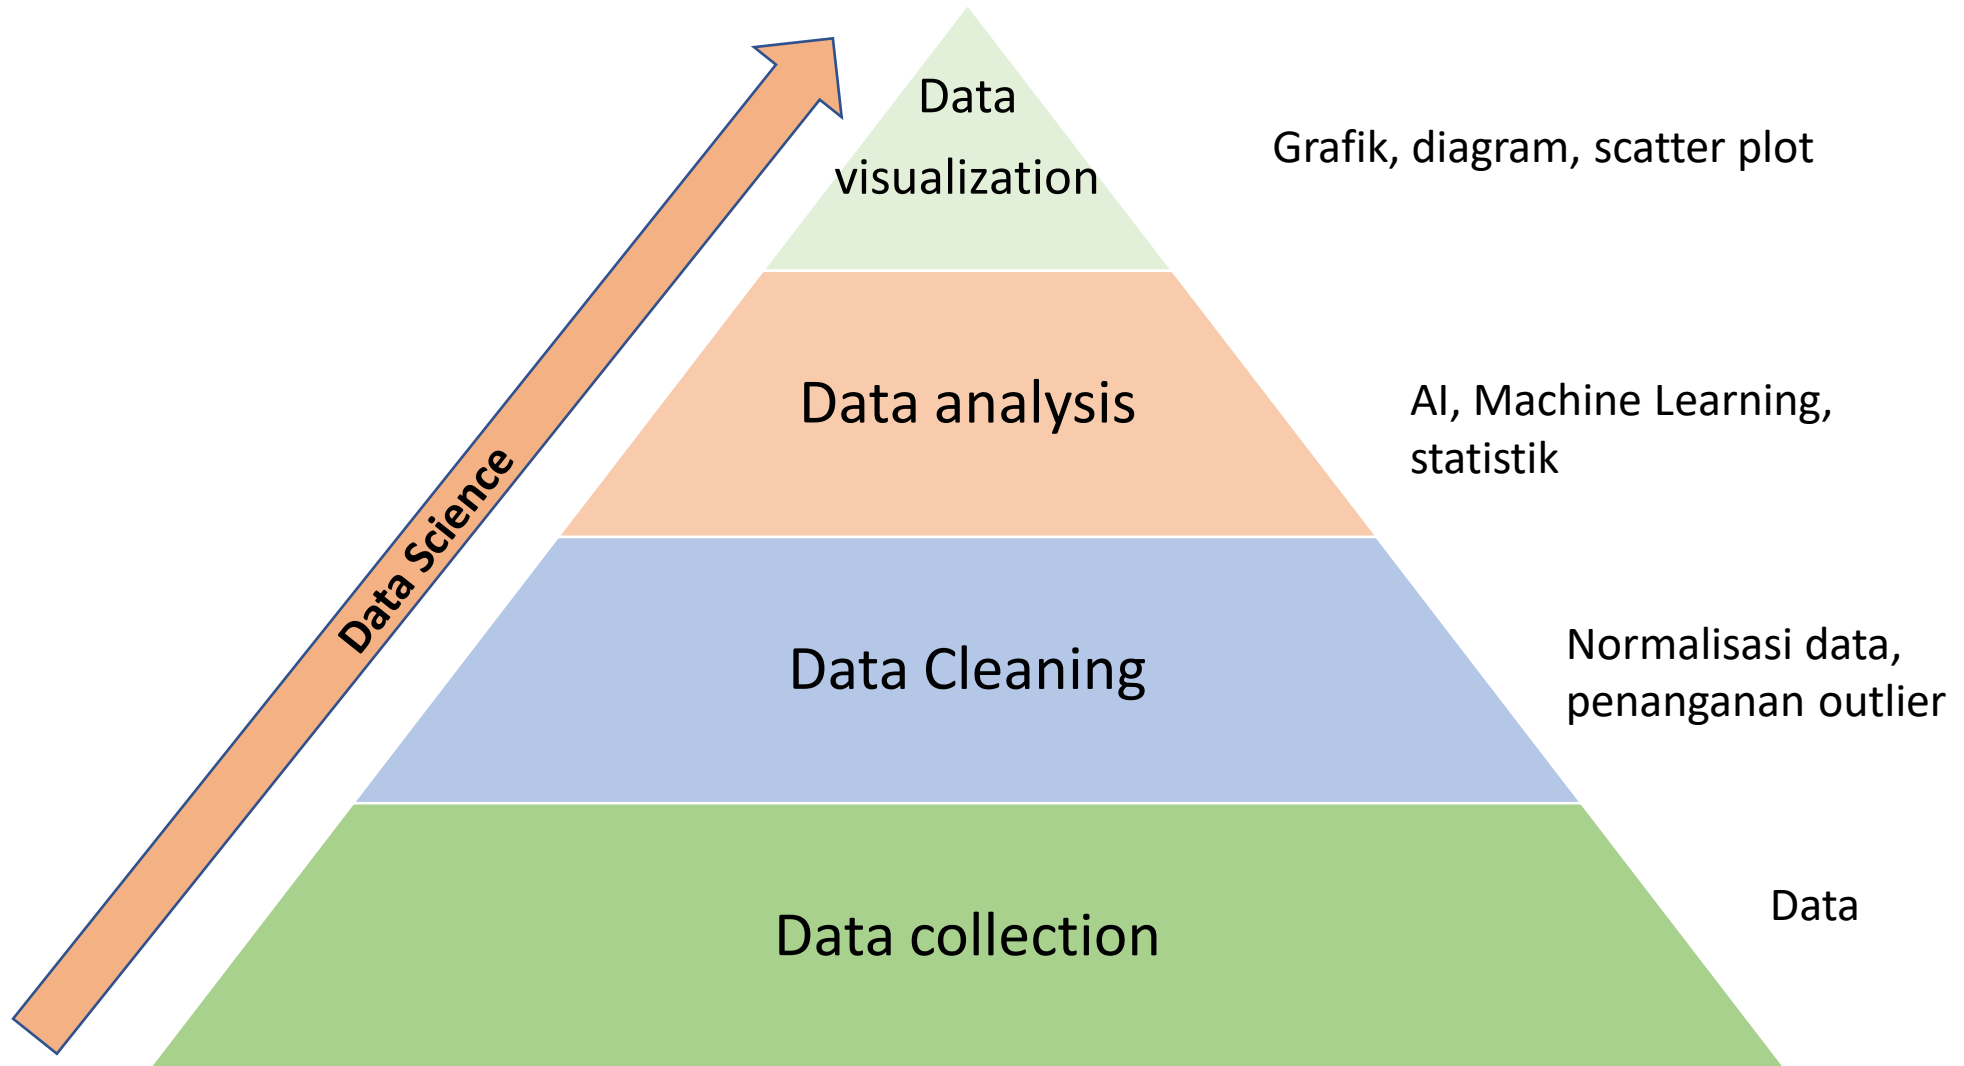 Data
visualization
Grafik, diagram, scatter plot
Data analysis
AI, Machine Learning,
statistik
Data Science
Data Cleaning
Normalisasi data,
penanganan outlier
Data collection
Data